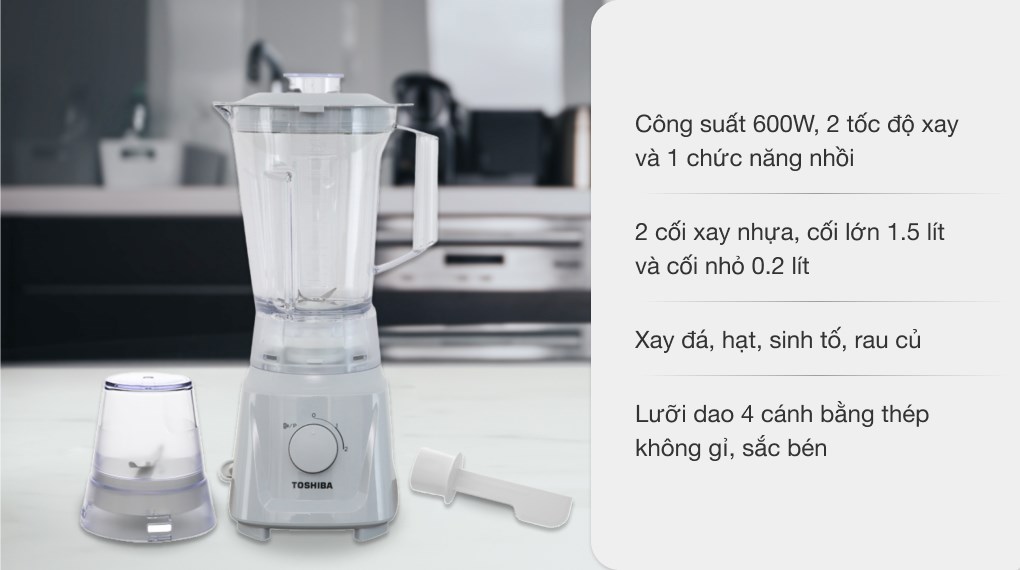 Công suất 600W, 2 tốc độ xay
và 1 chức năng nhồi
2 cối xay nhựa, cối lớn 1.5 lít
và cối nhỏ 0.2 lít
Xay đá, hạt, sinh tố, rau củ
Lưỡi dao 4 cánh bằng thép
không gỉ, sắc bén
TOSHIBA